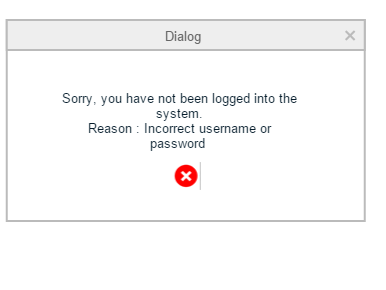 Dialog
Sorry, you have not been logged into the
system.
Reason : Incorrect username or
password